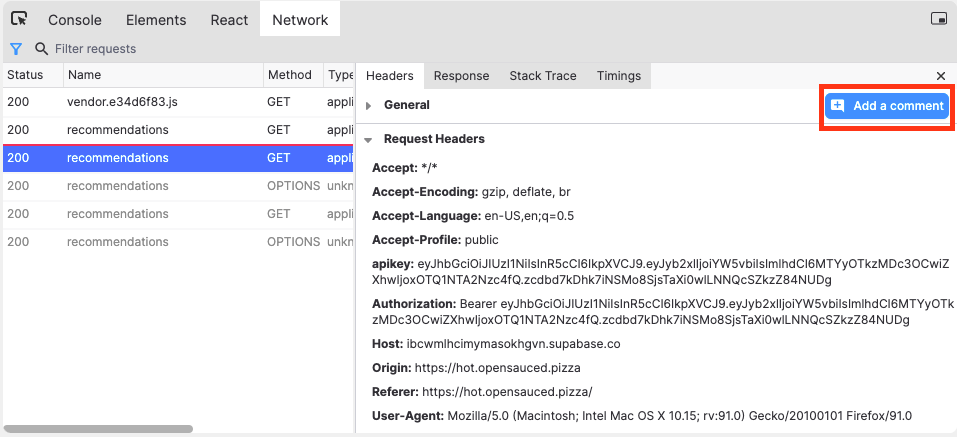 Console Elements React Network
Filter requests
Status Name Method Type
200 vendor.e34d6f83.js GET appli
200 recommendations GET appli
200 recommendations GET appli
200 recommendations OPTIONS unkn
200 recommendations GET appli
200 recommendations OPTIONS unkn
Headers Response Stack Trace Timings
General
Add a comment
Request Headers
Accept: */*
Accept-Encoding: gzip, deflate, br
Accept-Language: en-US,en;q=0.5
Accept-Profile: public
apikey: eyJhbGciOiJIUzI1NiIsInR5cCI6IkpXVCJ9.eyJyb2xlIjoiYW5vbiIsImlhdCI6MTYyOTkzMDc3OCwiZ
XhwIjoxOTQ1NTA2Nzc4fQ.zcdbd7kDhk7iNSMo8SjsTaXi0wlLNNQcSZkzZ84NUDg
Authorization: Bearer eyJhbGciOiJIUzI1NiIsInR5cCI6IkpXVCJ9.eyJyb2xlIjoiYW5vbiIsImlhdCI6MTYyOTk
zMDc3OCwiZXhwIjoxOTQ1NTA2Nzc4fQ.zcdbd7kDhk7iNSMo8SjsTaXi0wlLNNQcSZkzZ84NUDg
Host: ibcwmlhcimymasokhgvn.supabase.co
Origin: https://hot.opensauced.pizza
Referer: https://hot.opensauced.pizza/
User-Agent: Mozilla/5.0 (Macintosh; Intel Mac OS X 10.15; rv:91.0) Gecko/20100101 Firefox/91.0